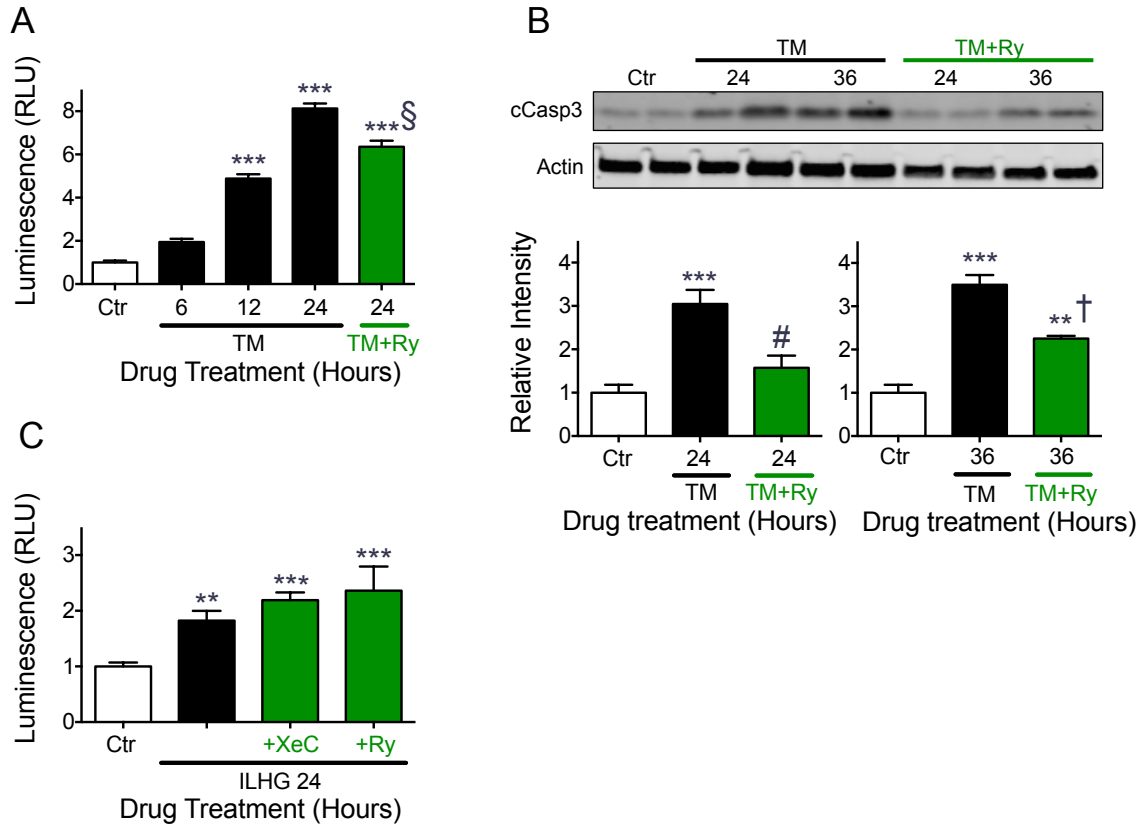 A
Luminescence (RLU)
8
6
4
2
0
***
***
***§
Ctr
6
12
24
24
TM
TM+Ry
Drug Treatment (Hours)
B
TM
TM+Ry
Ctr
24
36
24
36
cCasp3
Actin
Relative Intensity
4
3
2
1
0
***
#
Ctr
24
24
TM
TM+Ry
Drug treatment (Hours)
4
3
2
1
0
***
**†
Ctr
36
36
TM
TM+Ry
Drug treatment (Hours)
C
Luminescence (RLU)
3
2
1
0
**
***
***
Ctr
+XeC
+Ry
ILHG 24
Drug Treatment (Hours)